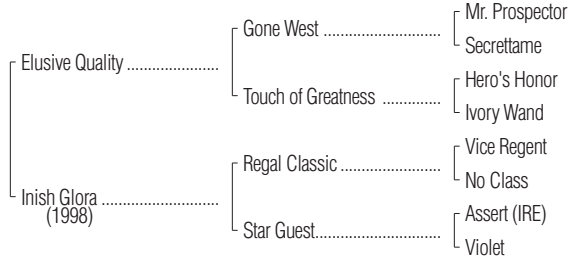 Mr. Prospector
Gone West ..............................
Secrettame
Elusive Quality .......................
Hero's Honor
Touch of Greatness ..............
Ivory Wand
Vice Regent
Regal Classic .........................
No Class
Inish Glora .............................
(1998)
Assert (IRE)
Star Guest...............................
Violet